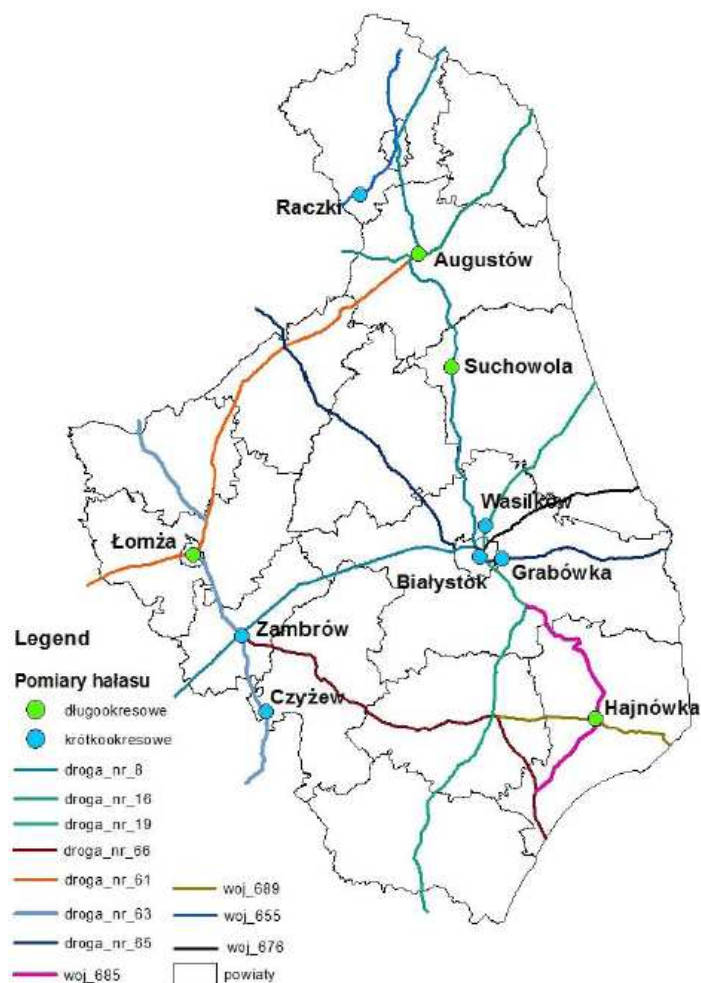 Raczki
Augustów
Suchowola
Wasilków
Łomża
Białystok
Grabówka
Zambrów
Czyżew
Hajnówka
Legend
Pomiary hałasu
długookresowe
krótkookresowe
droga_nr_8
droga_nr_16
droga_nr_19
droga_nr_66
droga_nr_61
droga_nr_63
droga_nr_65
woj_685
woj_689
woj_655
woj_676
powiaty